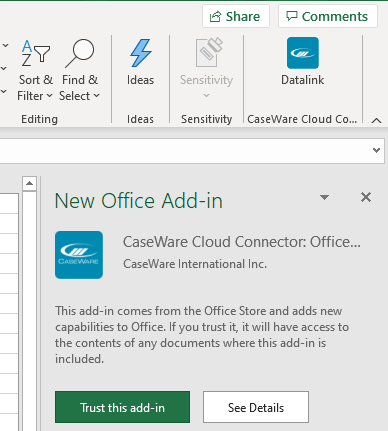 Share
Comments
Sort &
Filter
Find &
Select
Ideas
Sensitivity
Datalink
Editing
Ideas
Sensitivity
CaseWare Cloud Co...
New Office Add-in
CASEWARE
CaseWare Cloud Connector: Office...
CaseWare International Inc.
This add-in comes from the Office Store and adds new
capabilities to Office. If you trust it, it will have access to
the contents of any documents where this add-in is
included.
Trust this add-in
See Details